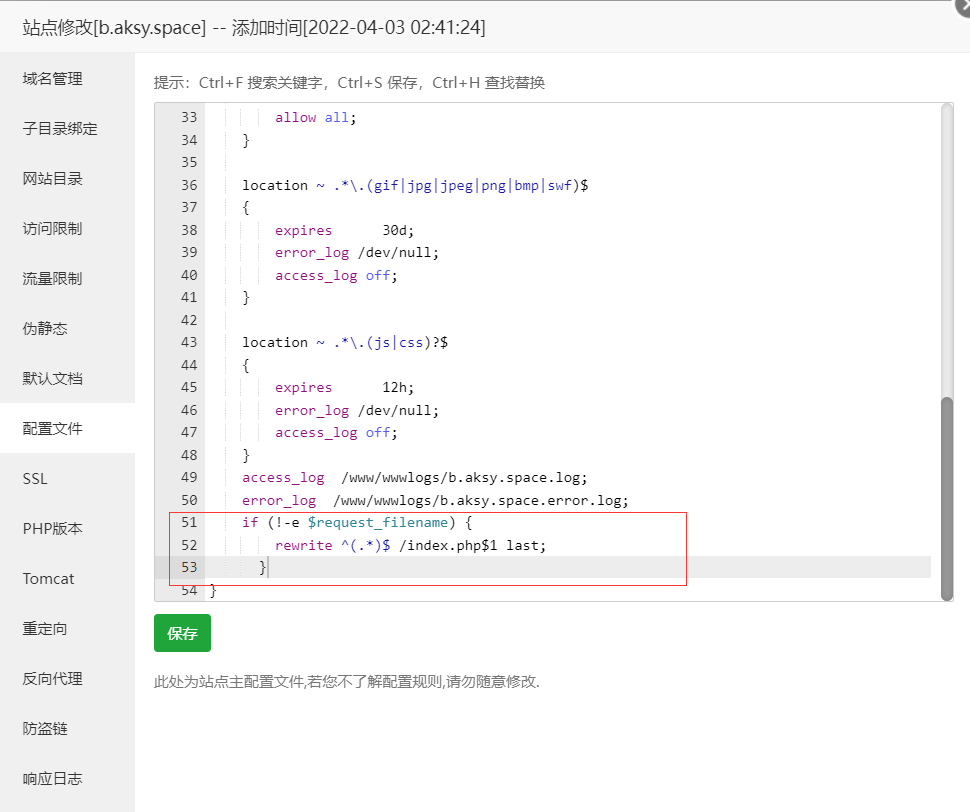 站点修改[b.aksy.space] -- 添加时间[2022-04-03 02:41:24]
域名管理
子目录绑定
网站目录
访问限制
流量限制
伪静态
默认文档
配置文件
SSL
PHP版本
Tomcat
重定向
反向代理
防盗链
响应日志
提示：Ctrl+F 搜索关键字，Ctrl+S 保存，Ctrl+H 查找替换
33 allow all;
34 }
35
36 location ~ .*\.(gif|jpg|jpeg|png|bmp|swf)$
37 {
38 expires      30d;
39 error_log /dev/null;
40 access_log off;
41 }
42
43 location ~ .*\.(js|css)?$
44 {
45 expires      12h;
46 error_log /dev/null;
47 access_log off;
48 }
49 access_log  /www/wwwlogs/b.aksy.space.log;
50 error_log  /www/wwwlogs/b.aksy.space.error.log;
51 if (!-e $request_filename) {
52 rewrite ^(.*)$ /index.php$1 last;
53 }
54 }
保存
此处为站点主配置文件,若您不了解配置规则,请勿随意修改.